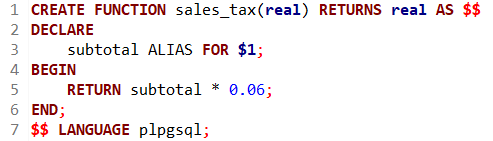 1 CREATE FUNCTION sales_tax(real) RETURNS real AS $$
2 DECLARE
3     subtotal ALIAS FOR $1;
4 BEGIN
5     RETURN subtotal * 0.06;
6 END;
7 $$ LANGUAGE plpgsql;